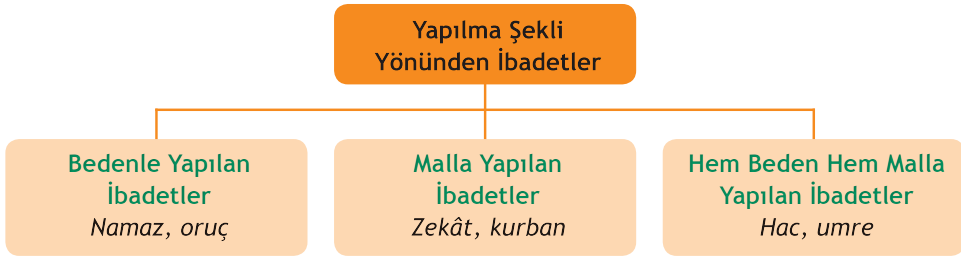 Yapılma Şekli
Yönünden İbadetler
Bedenle Yapılan
İbadetler
Namaz, oruç
Malla Yapılan
İbadetler
Zekât, kurban
Hem Beden Hem Malla
Yapılan İbadetler
Hac, umre